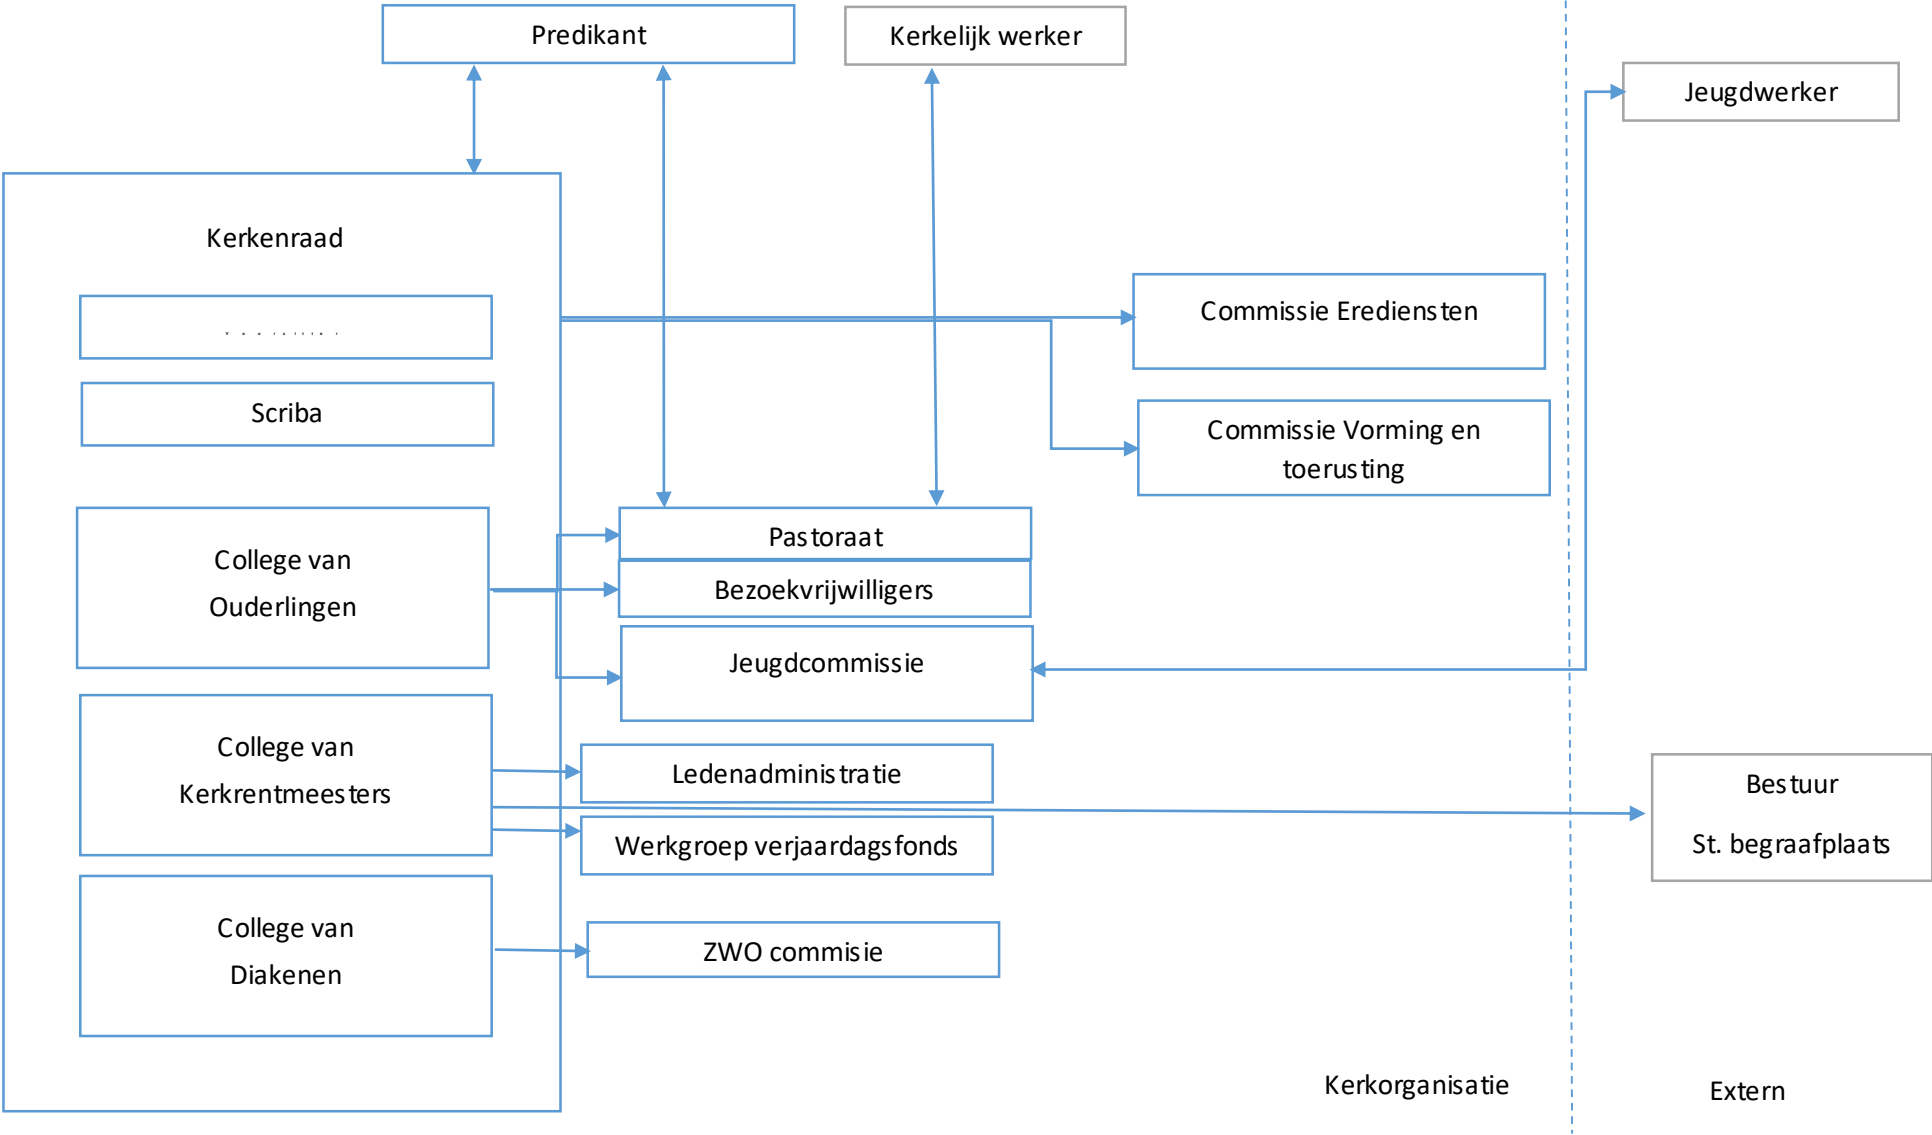 Predikant
Kerkelijk werker
Jeugdwerker
Kerkenraad
Scriba
Commissie Erediensten
Commissie Vorming en
toerusting
College van
Ouderlingen
Pastoraat
Bezoekvrijwilligers
Jeugdcommissie
College van
Kerkrentmeesters
Ledenadministratie
Werkgroep verjaardagsfonds
Bestuur
St. begraafplaats
College van
Diakenen
ZWO commisie
Kerkorganisatie
Extern